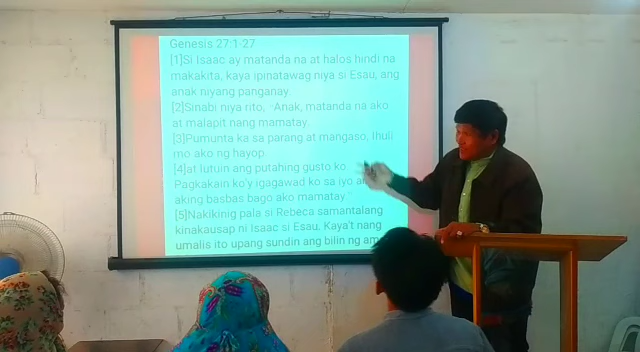 Genesis 27:1-27
[1]Si Isaac ay matanda na at halos hindi na
makakita, kaya ipinatawag niya si Esau, ang
anak niyang panganay.
[2]Sinabi niya rito, "Anak, matanda na ako
at malapit nang mamatay.
[3]Pumunta ka sa parang at mangaso, Ihuli
mo ako ng hayop
[4]at lutuin ang putahing gusto ko.
Pagkakain ko'y igagawad ko sa iyo
aking basbas bago ako mamatay"
[5]Nakikinig pala si Rebeca samantalang
kinakausap ni Isaac si Esau. Kaya't nang
umalis ito upang sundin ang bilin ng